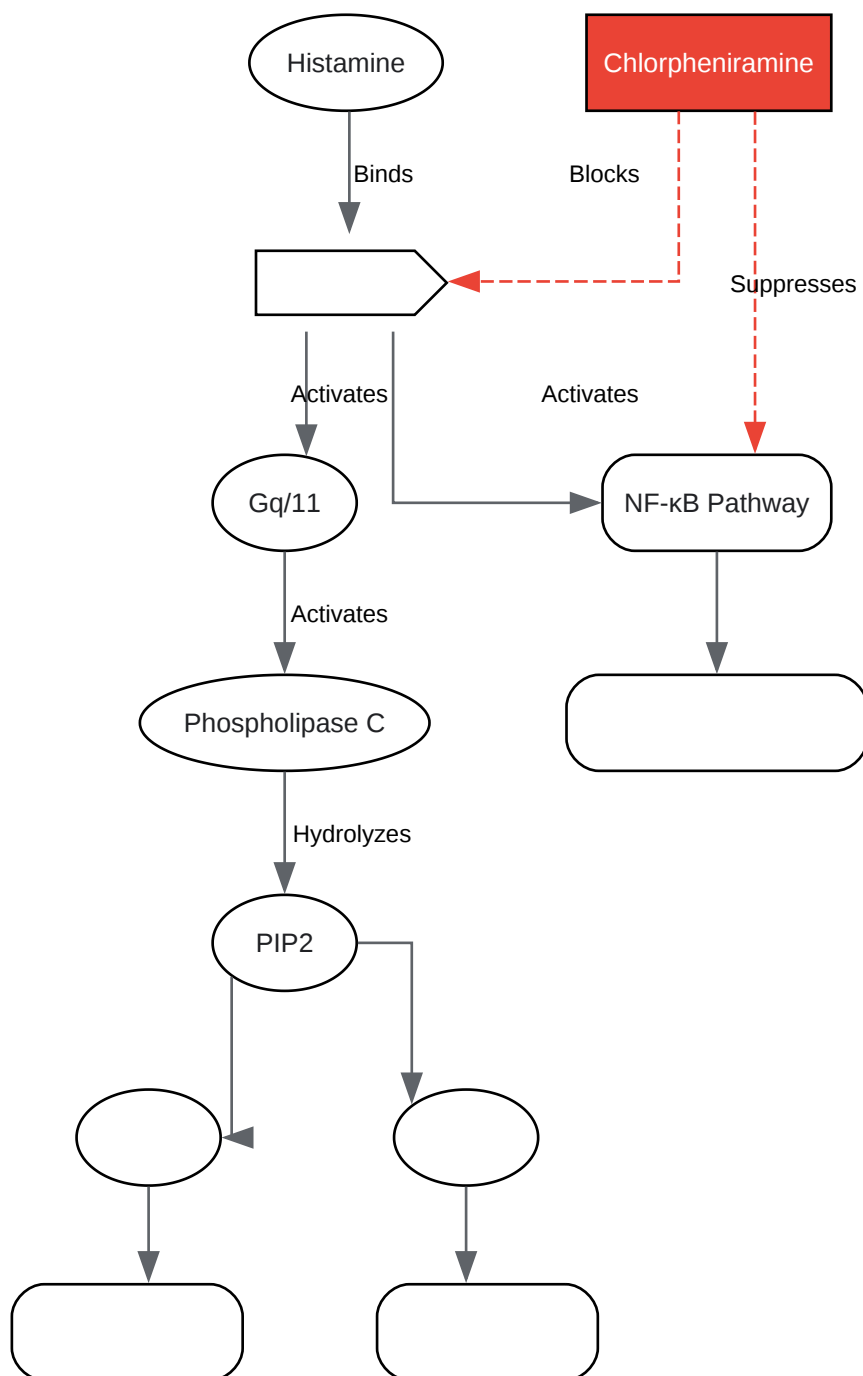 Histamine
Chlorpheniramine
Binds
Blocks
Suppresses
Activates
Activates
Gq/11
NF-κB Pathway
Activates
Phospholipase C
Hydrolyzes
PIP2